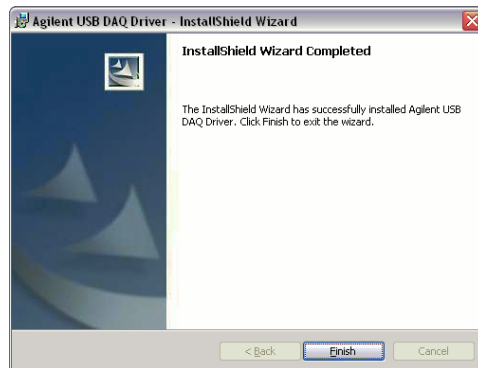 Agilent USB DAQ Driver - InstallShield Wizard
InstallShield Wizard Completed
The InstallShield Wizard has successfully installed Agilent USB
DAQ Driver. Click Finish to exit the wizard.
< Back
Finish
Cancel